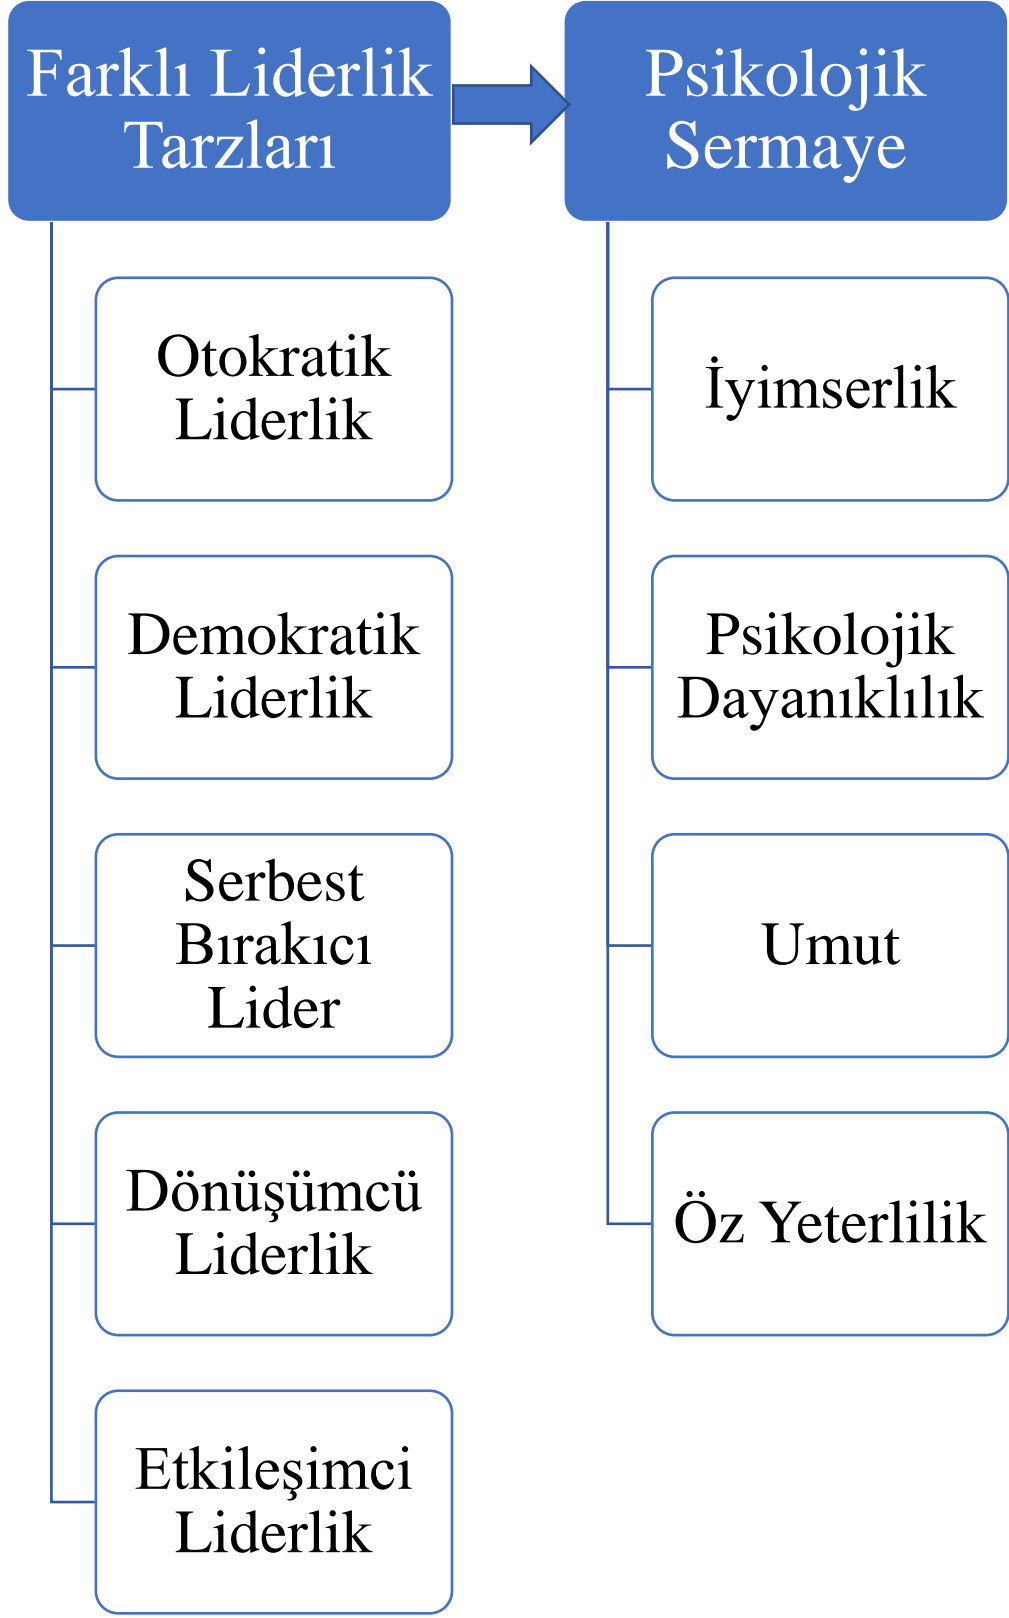 Farklı Liderlik
Tarzları
Otokratik
Liderlik
Demokratik
Liderlik
Serbest
Bırakıcı
Lider
Dönüşümcü
Liderlik
Etkileşimci
Liderlik
Psikolojik
Sermaye
İyimserlik
Psikolojik
Dayanıklılık
Umut
Öz Yeterlilik